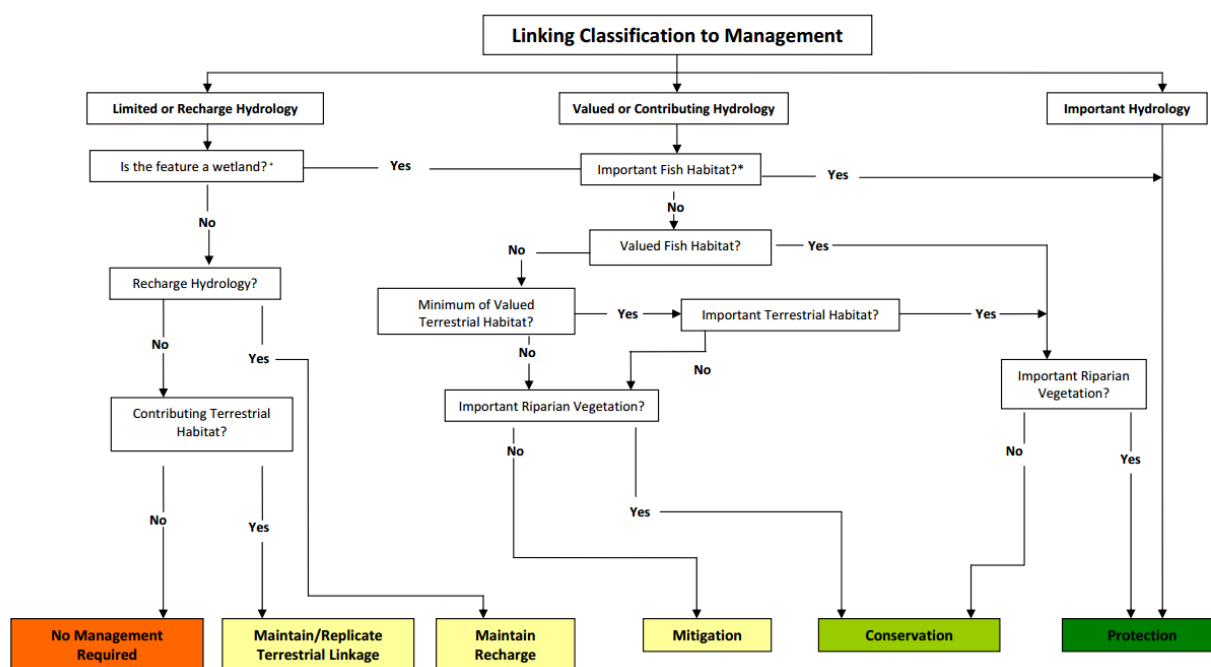 Linking Classification to Management
Limited or Recharge Hydrology
Valued or Contributing Hydrology
Important Hydrology
Is the feature a wetland?⁺
Yes
Important Fish Habitat?*
Yes
No
No
Valued Fish Habitat?
No
Yes
Recharge Hydrology?
Minimum of Valued
Terrestrial Habitat?
Yes
Important Terrestrial Habitat?
Yes
No
Yes
No
No
Important Riparian
Vegetation?
Contributing Terrestrial
Habitat?
Important Riparian Vegetation?
No
No
Yes
No
Yes
Yes
No
Yes
No Management
Required
Maintain/Replicate
Terrestrial Linkage
Maintain
Recharge
Mitigation
Conservation
Protection